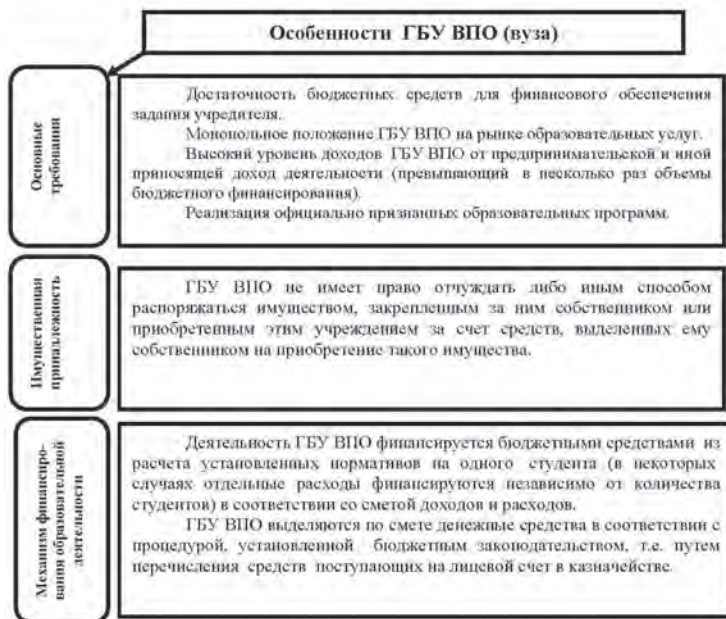 Особенности ГБУ ВПО (вуза)
Основные
требования
Достаточность бюджетных средств для финансового обеспечения
задания учредителя.
Монопольное положение ГБУ ВПО на рынке образовательных услуг.
Высокий уровень доходов ГБУ ВПО от предпринимательской и иной
приносящей доход деятельности (превышающий в несколько раз объемы
бюджетного финансирования).
Реализация официально признанных образовательных программ.
Имущественная
принадлежность
ГБУ ВПО не имеет право отчуждать либо иным способом
распоряжаться имуществом, закрепленным за ним собственником или
приобретенным этим учреждением за счет средств, выделенных ему
собственником на приобретение такого имущества.
Механизм финансиро-
вания образовательной
деятельности
Деятельность ГБУ ВПО финансируется бюджетными средствами из
расчета установленных нормативов на одного студента (в некоторых
случаях отдельные расходы финансируются независимо от количества
студентов) в соответствии со сметой доходов и расходов.
ГБУ ВПО выделяются по смете денежные средства в соответствии с
процедурой, установленной бюджетным законодательством, т.е. путем
перечисления средств поступающих на лицевой счет в казначействе.